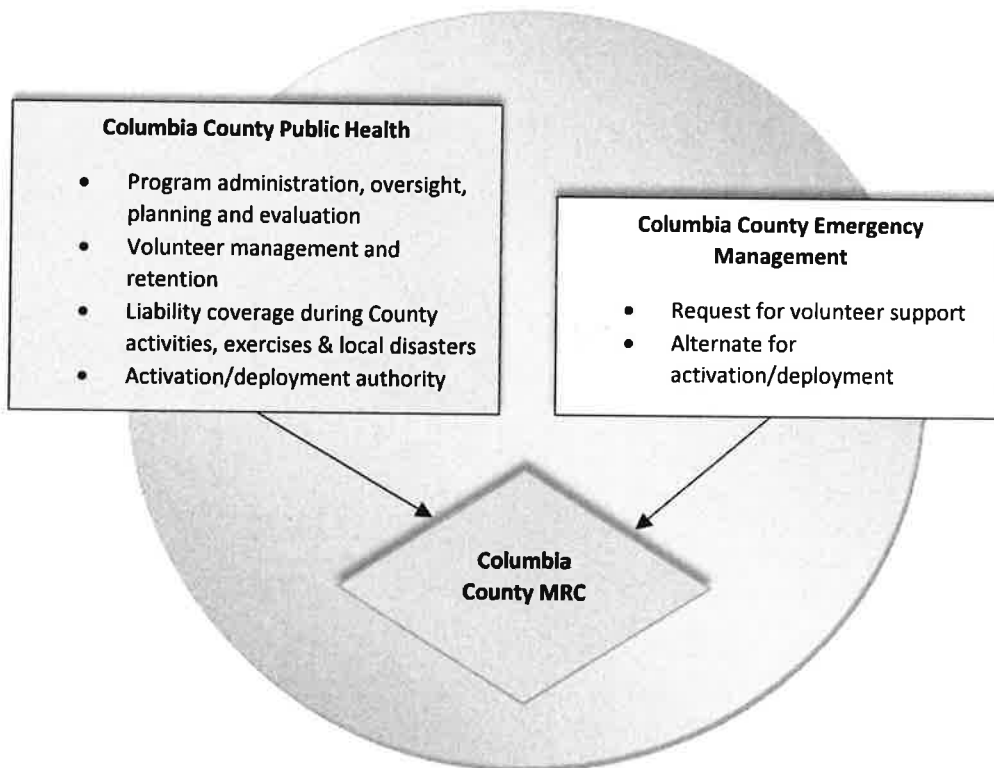 Columbia County Public Health
• Program administration, oversight,
planning and evaluation
• Volunteer management and
retention
• Liability coverage during County
activities, exercises & local disasters
• Activation/deployment authority
Columbia County Emergency
Management
• Request for volunteer support
• Alternate for
activation/deployment
Columbia
County MRC